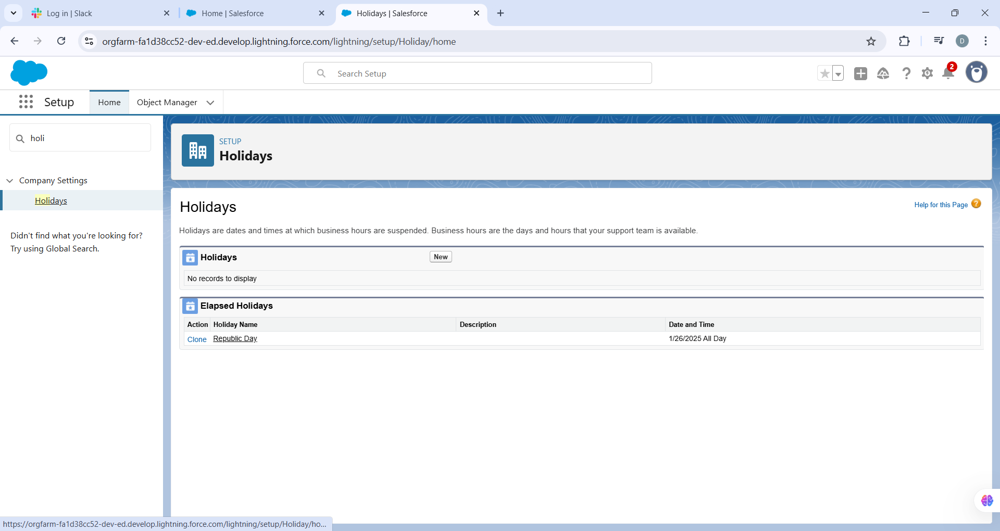 Log in | Slack
Home | Salesforce
Holidays | Salesforce
orgfarm-fa1d38cc52-dev-ed.develop.lightning.force.com/lightning/setup/Holiday/home
D
Search Setup
2
Setup
Home
Object Manager
holi
Company Settings
Holidays
Didn't find what you're looking for?
Try using Global Search.
SETUP
Holidays
Holidays
Help for this Page
Holidays are dates and times at which business hours are suspended. Business hours are the days and hours that your support team is available.
Holidays
New
No records to display
Elapsed Holidays
Action Holiday Name Description Date and Time
Clone Republic Day 1/26/2025 All Day
https://orgfarm-fa1d38cc52-dev-ed.develop.lightning.force.com/lightning/setup/Holiday/ho...